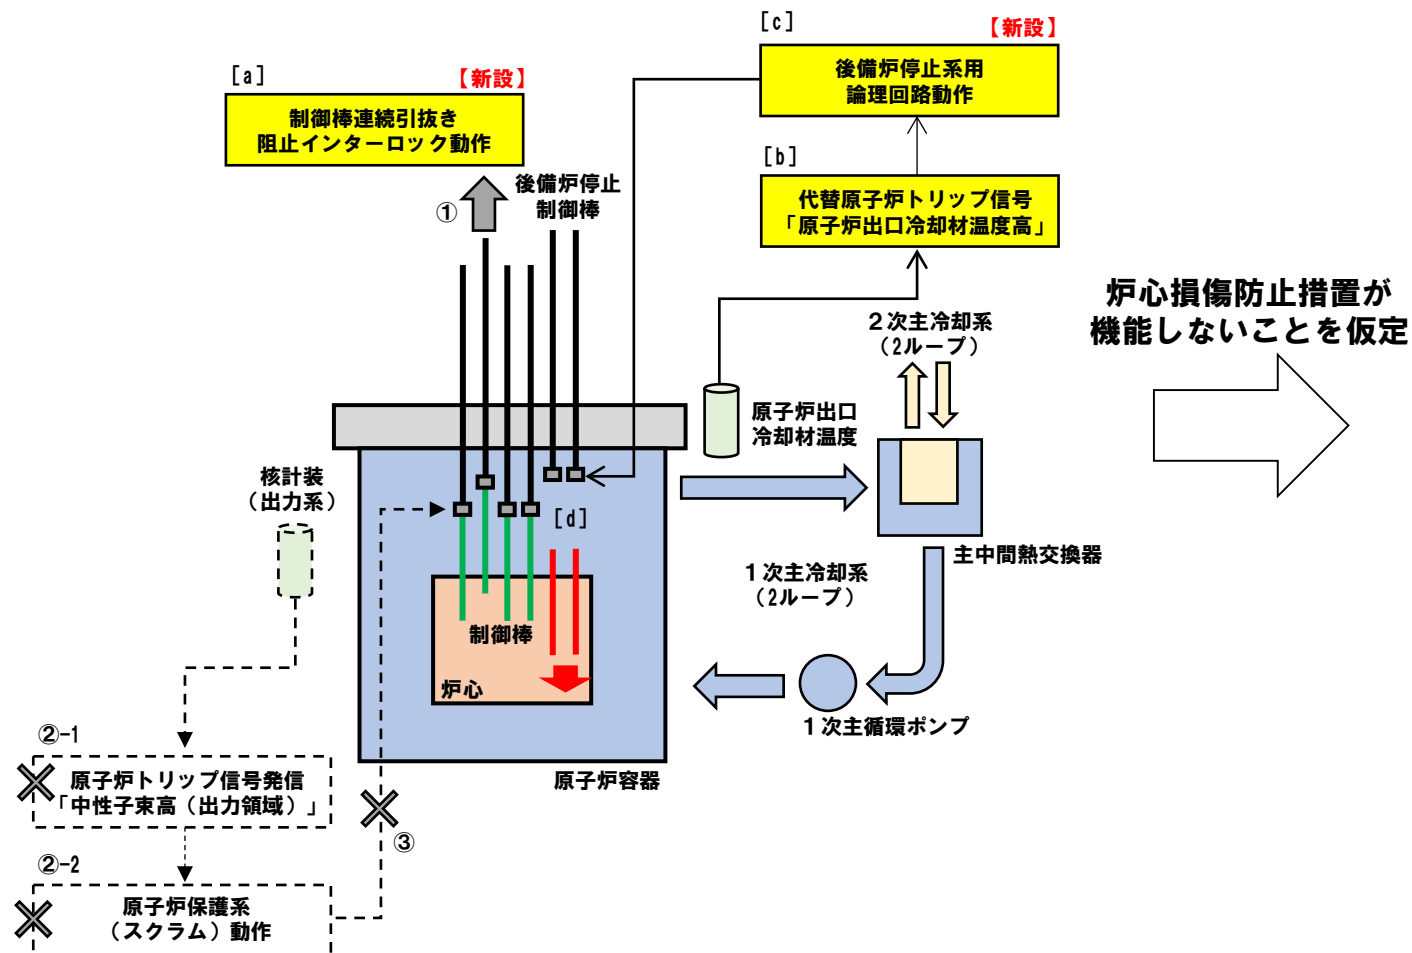 [c]
【新設】
後備炉停止系用
論理回路動作
[a]
【新設】
制御棒連続引抜き
阻止インターロック動作
[b]
代替原子炉トリップ信号
「原子炉出口冷却材温度高」
①
後備炉停止
制御棒
炉心損傷防止措置が
機能しないことを仮定
２次主冷却系
（2ループ）
原子炉出口
冷却材温度
核計装
（出力系）
[d]
主中間熱交換器
１次主冷却系
（2ループ）
制御棒
炉心
１次主循環ポンプ
原子炉容器
②-1
原子炉トリップ信号発信
「中性子束高（出力領域）」
③
②-2
原子炉保護系
（スクラム）動作